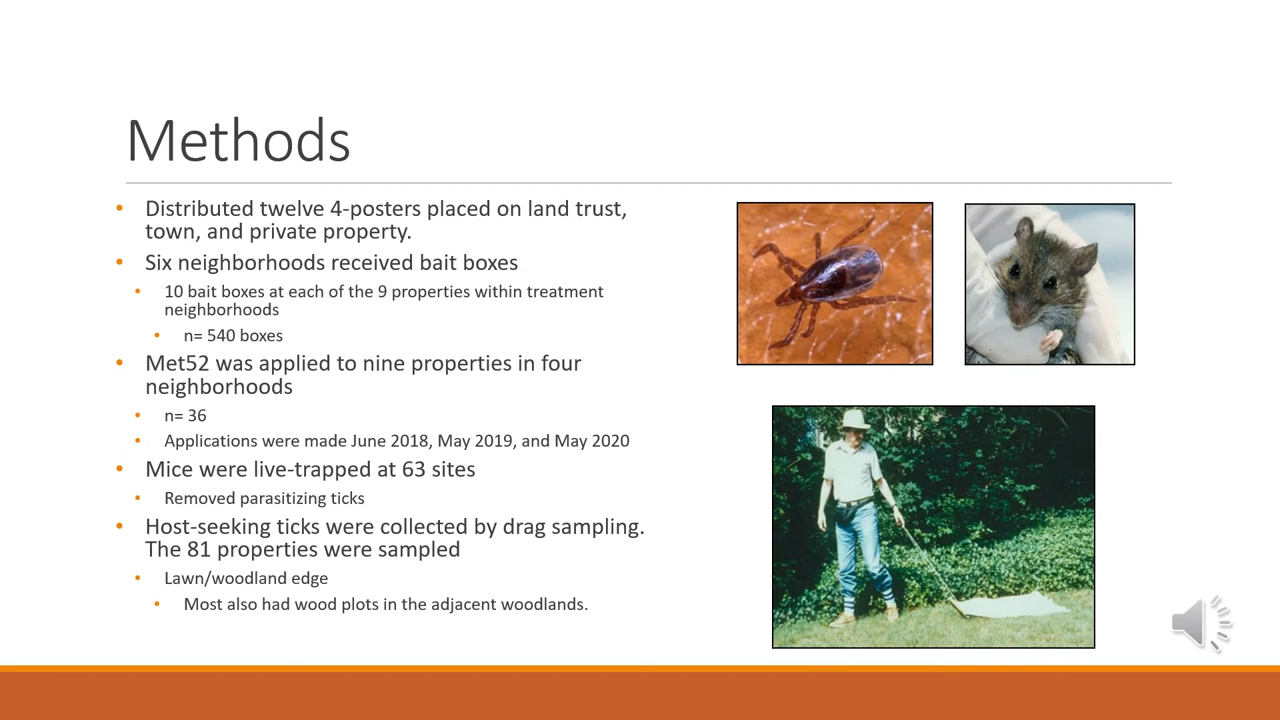 Methods
• Distributed twelve 4-posters placed on land trust,
town, and private property.
• Six neighborhoods received bait boxes
• 10 bait boxes at each of the 9 properties within treatment
neighborhoods
• n= 540 boxes
• Met52 was applied to nine properties in four
neighborhoods
• n= 36
• Applications were made June 2018, May 2019, and May 2020
• Mice were live-trapped at 63 sites
• Removed parasitizing ticks
• Host-seeking ticks were collected by drag sampling.
The 81 properties were sampled
• Lawn/woodland edge
• Most also had wood plots in the adjacent woodlands.